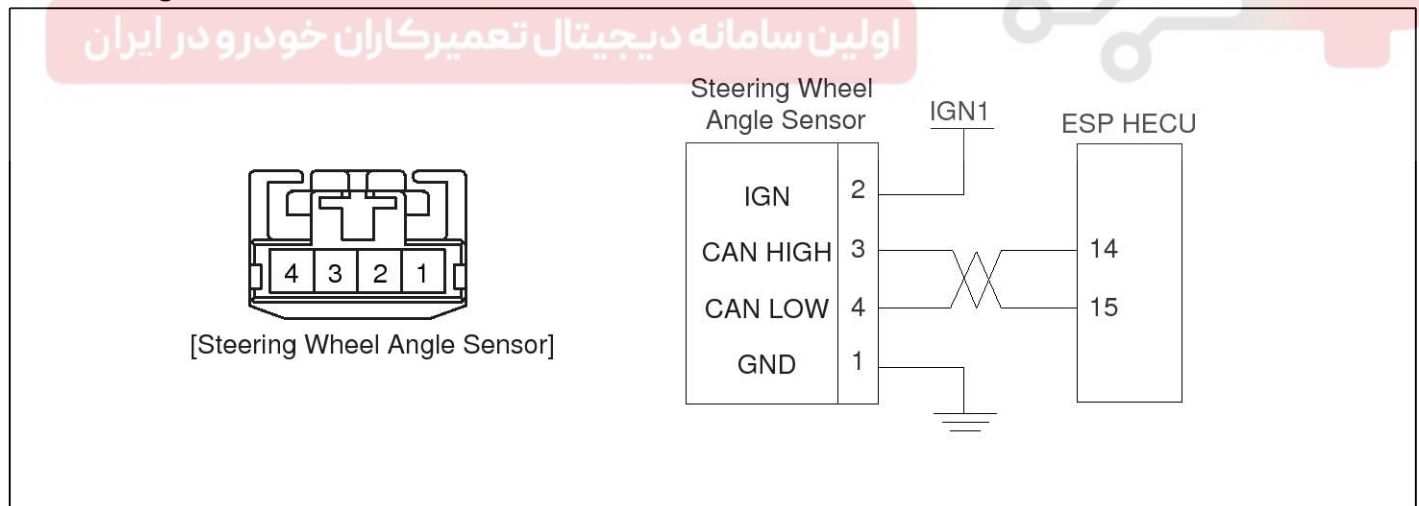 اولین سامانه دیجیتال تعمیرکاران خودرو در ایران
Steering Wheel
Angle Sensor
IGN1
ESP HECU
IGN 2
CAN HIGH 3 14
CAN LOW 4 15
GND 1
4 3 2 1
[Steering Wheel Angle Sensor]